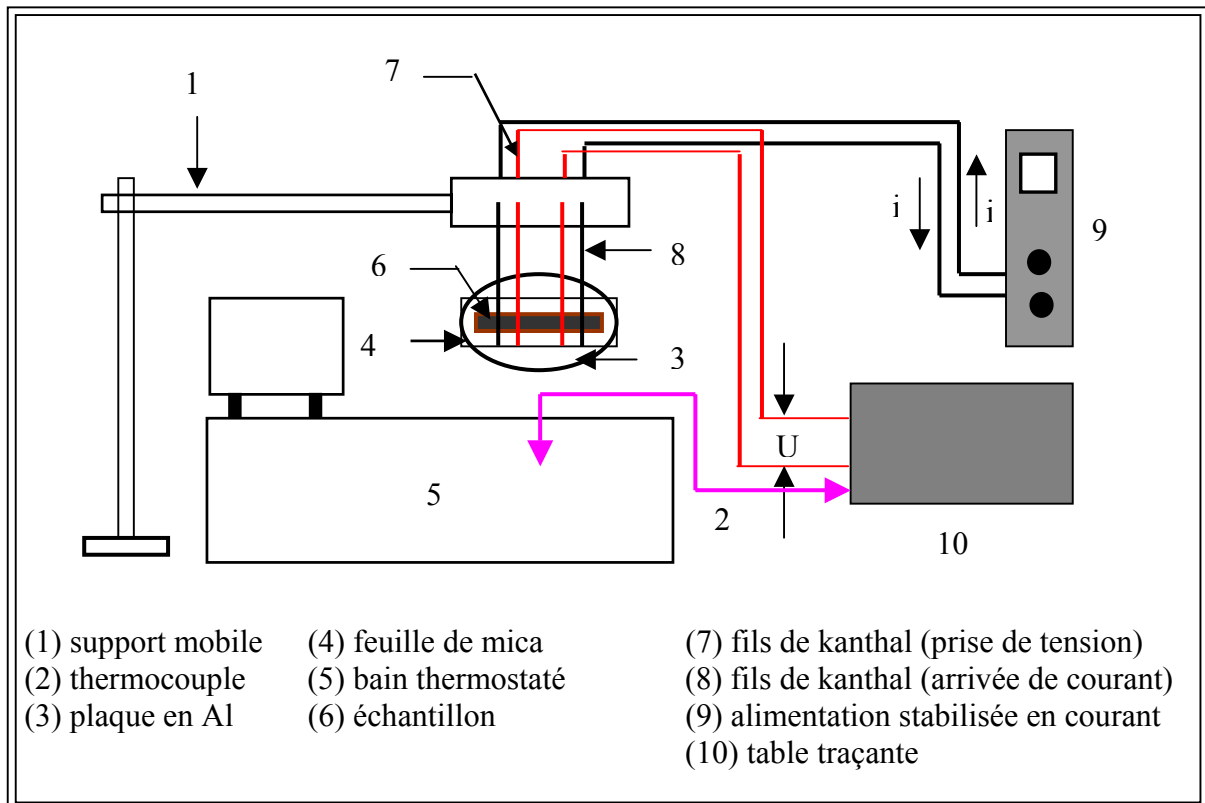 7
1
i
i
9
8
6
4
3
U
5
2
10
(1) support mobile
(2) thermocouple
(3) plaque en Al
(4) feuille de mica
(5) bain thermostaté
(6) échantillon
(7) fils de kanthal (prise de tension)
(8) fils de kanthal (arrivée de courant)
(9) alimentation stabilisée en courant
(10) table traçante